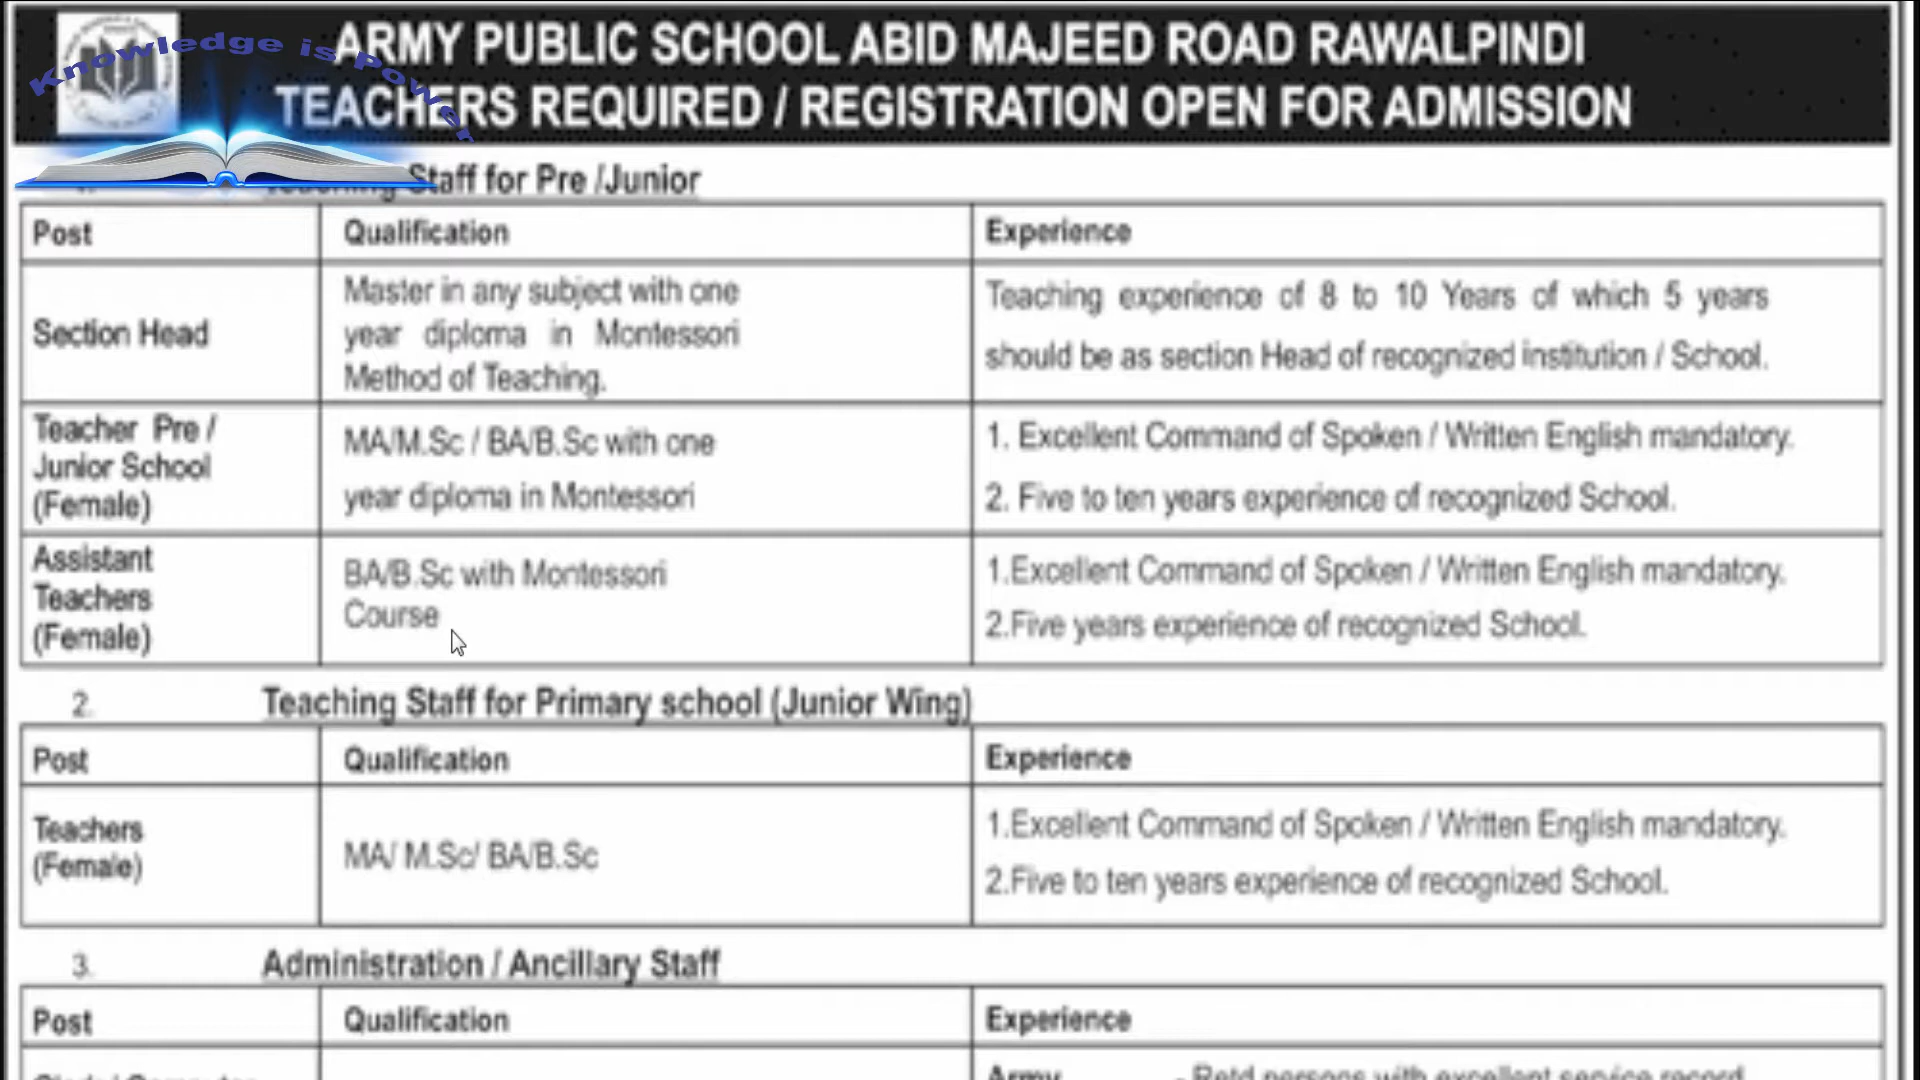 Knowledge is Power
ARMY PUBLIC SCHOOL ABID MAJEED ROAD RAWALPINDI
TEACHERS REQUIRED / REGISTRATION OPEN FOR ADMISSION
Staff for Pre /Junior
Post Qualification Experience
Section Head
Master in any subject with one
year diploma in Montessori
Method of Teaching.
Teaching experience of 8 to 10 Years of which 5 years
should be as section Head of recognized institution / School.
Teacher Pre /
Junior School
(Female)
MA/M.Sc / BA/B.Sc with one
year diploma in Montessori
1. Excellent Command of Spoken / Written English mandatory.
2. Five to ten years experience of recognized School.
Assistant
Teachers
(Female)
BA/B.Sc with Montessori
Course
1.Excellent Command of Spoken / Written English mandatory.
2.Five years experience of recognized School.
2. Teaching Staff for Primary school (Junior Wing)
Post Qualification Experience
Teachers
(Female)
MA/ M.Sc/ BA/B.Sc
1.Excellent Command of Spoken / Written English mandatory.
2.Five to ten years experience of recognized School.
3. Administration / Ancillary Staff
Post Qualification Experience
Army - Retd persons with excellent service record